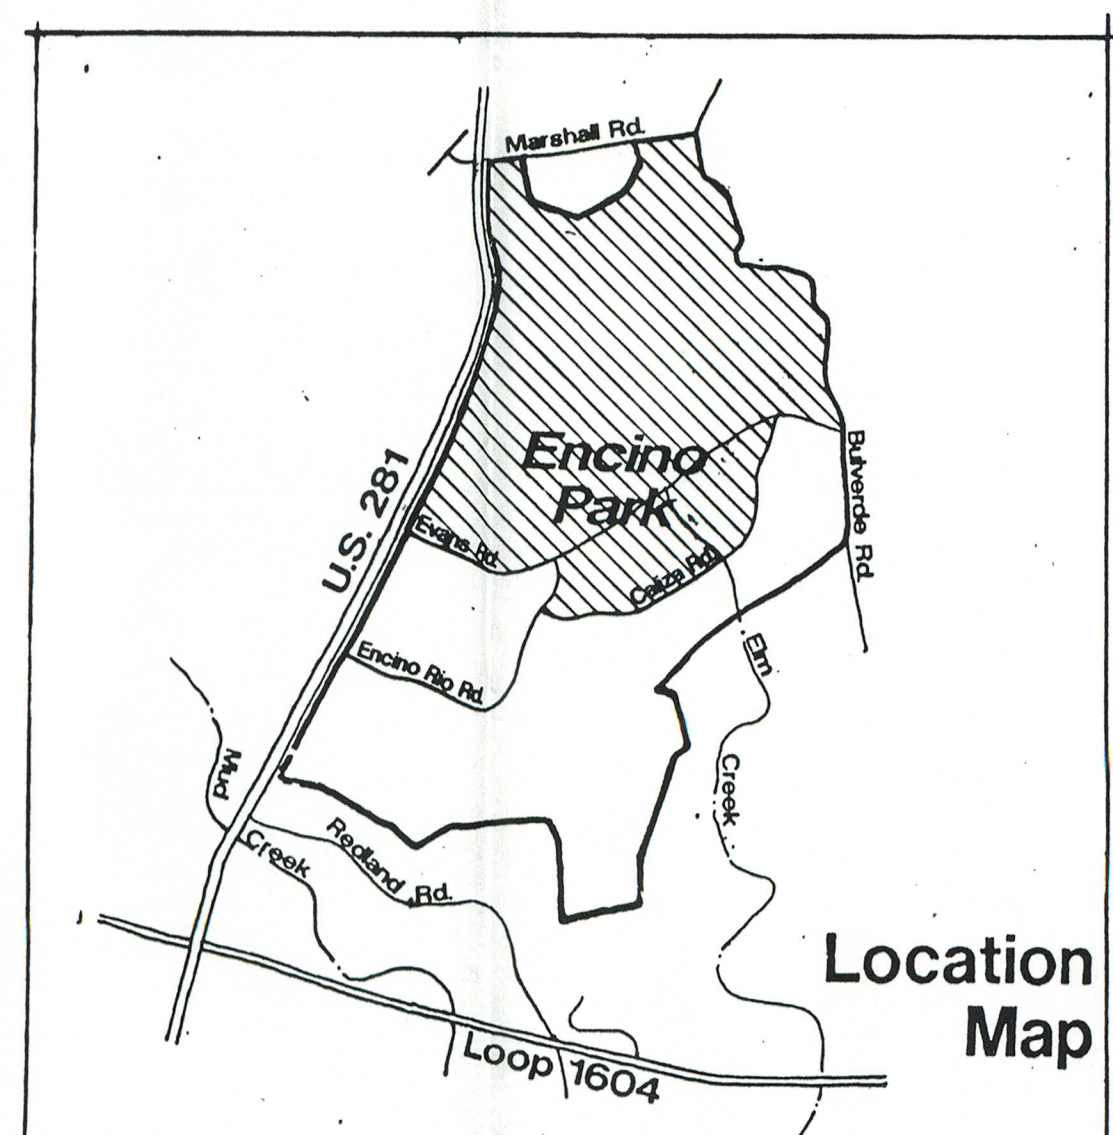 Marshall Rd.
Encino
Park
U.S. 281
Evans Rd.
Caliza Rd.
Bulverde Rd.
Encino Rio Rd.
Elm
Creek
Mud
Creek
Redland Rd.
Location
Map
Loop 1604